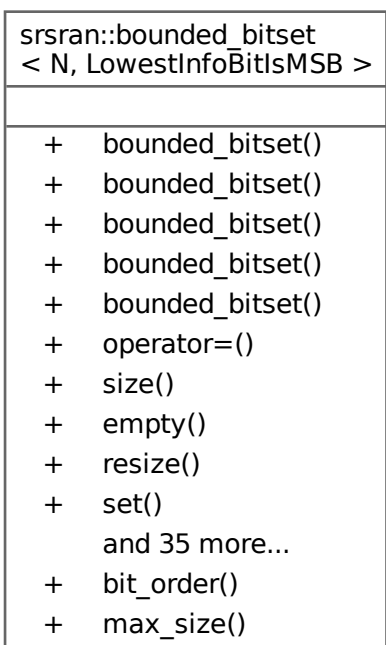 srsran::bounded_bitset
< N, LowestInfoBitIsMSB >
+ bounded_bitset()
+ bounded_bitset()
+ bounded_bitset()
+ bounded_bitset()
+ bounded_bitset()
+ operator=()
+ size()
+ empty()
+ resize()
+ set()
and 35 more...
+ bit_order()
+ max_size()